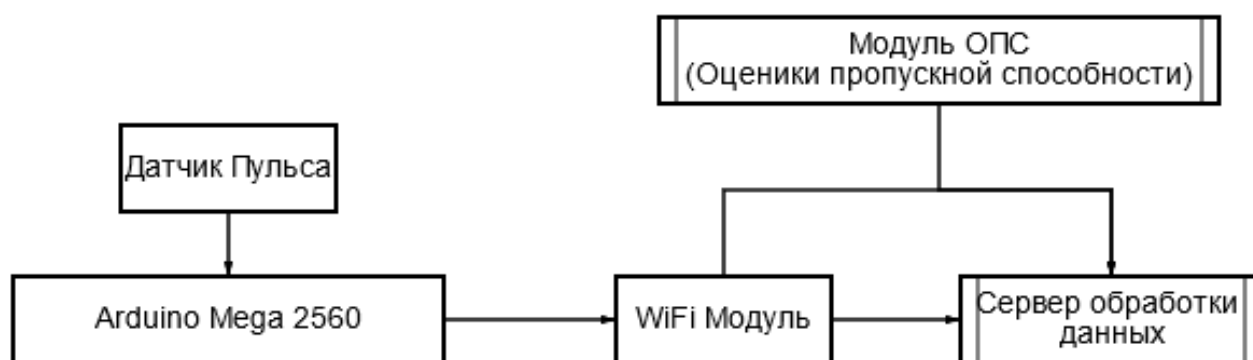 Модуль ОПС
(Оценики пропускной способности)
Датчик Пульса
Arduino Mega 2560
WiFi Модуль
Сервер обработки
данных